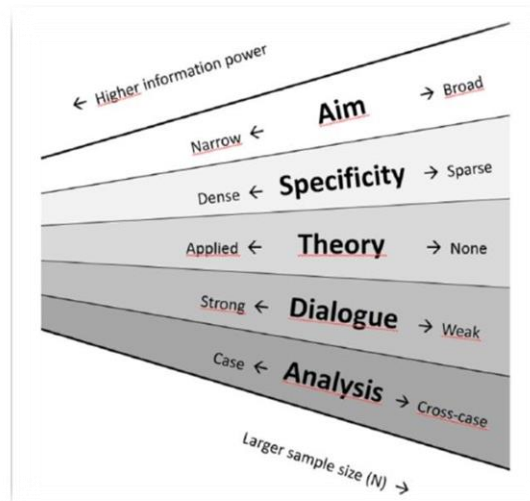 ← Higher information power
Narrow ← Aim → Broad
Dense ← Specificity → Sparse
Applied ← Theory → None
Strong ← Dialogue → Weak
Case ← Analysis → Cross-case
Larger sample size (N) →